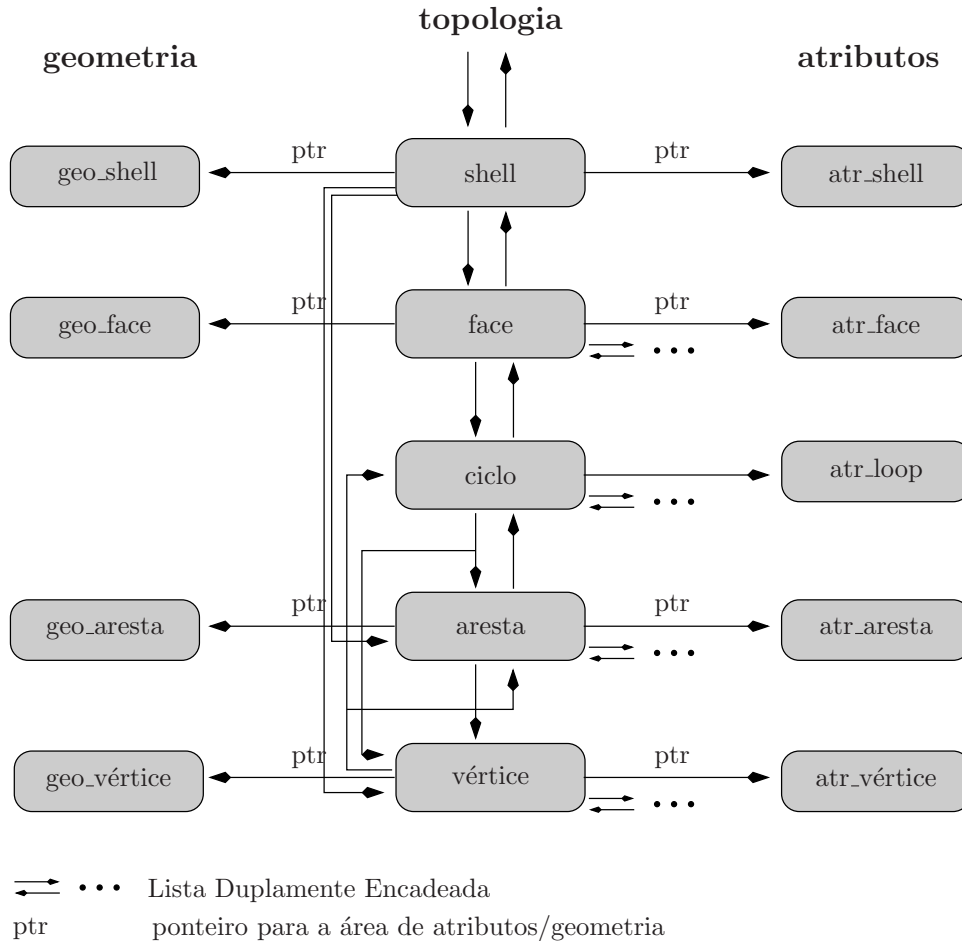 topologia
geometria
atributos
ptr
ptr
geo_shell
shell
atr_shell
ptr
ptr
geo_face
face
atr_face
ciclo
atr_loop
ptr
ptr
geo_aresta
aresta
atr_aresta
ptr
ptr
geo_vértice
vértice
atr_vértice
Lista Duplamente Encadeada
ptr ponteiro para a área de atributos/geometria